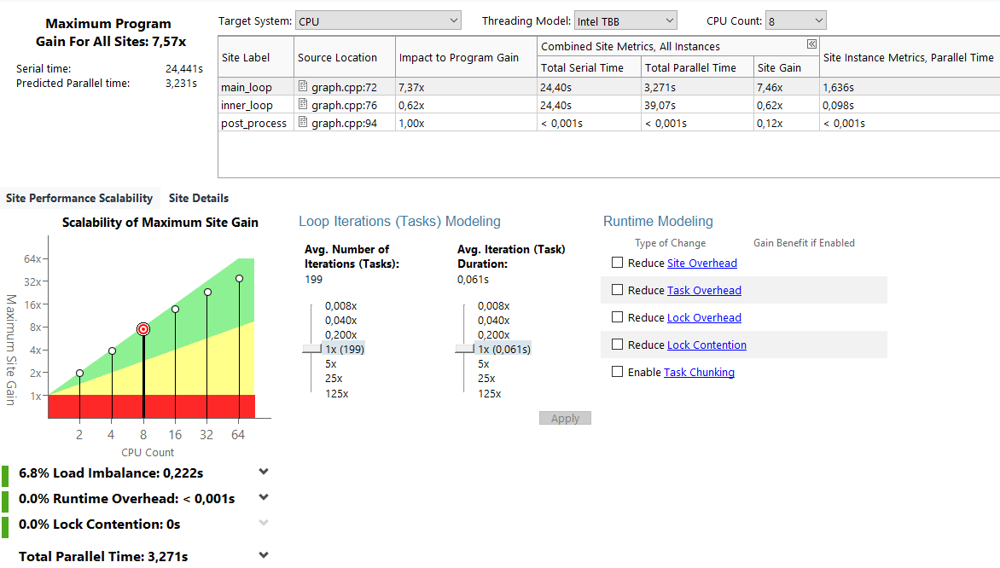 Maximum Program
Gain For All Sites: 7,57x
Serial time: 24,441s
Predicted Parallel time: 3,231s
Target System: CPU Threading Model: Intel TBB CPU Count: 8
Site Label Source Location Impact to Program Gain Combined Site Metrics, All Instances Site Instance Metrics, Parallel Time
Total Serial Time Total Parallel Time Site Gain
main_loop graph.cpp:72 7,37x 24,40s 3,271s 7,46x 1,636s
inner_loop graph.cpp:76 0,62x 24,40s 39,07s 0,62x 0,098s
post_process graph.cpp:94 1,00x < 0,001s < 0,001s 0,12x < 0,001s
Site Performance Scalability Site Details
Scalability of Maximum Site Gain
Maximum Site Gain
64x
32x
16x
8x
4x
2x
1x
2 4 8 16 32 64
CPU Count
Loop Iterations (Tasks) Modeling
Avg. Number of
Iterations (Tasks):
199
0,008x
0,040x
0,200x
1x (199)
5x
25x
125x
Avg. Iteration (Task)
Duration:
0,061s
0,008x
0,040x
0,200x
1x (0,061s)
5x
25x
125x
Apply
Runtime Modeling
Type of Change Gain Benefit if Enabled
Reduce Site Overhead
Reduce Task Overhead
Reduce Lock Overhead
Reduce Lock Contention
Enable Task Chunking
6.8% Load Imbalance: 0,222s
0.0% Runtime Overhead: < 0,001s
0.0% Lock Contention: 0s
Total Parallel Time: 3,271s